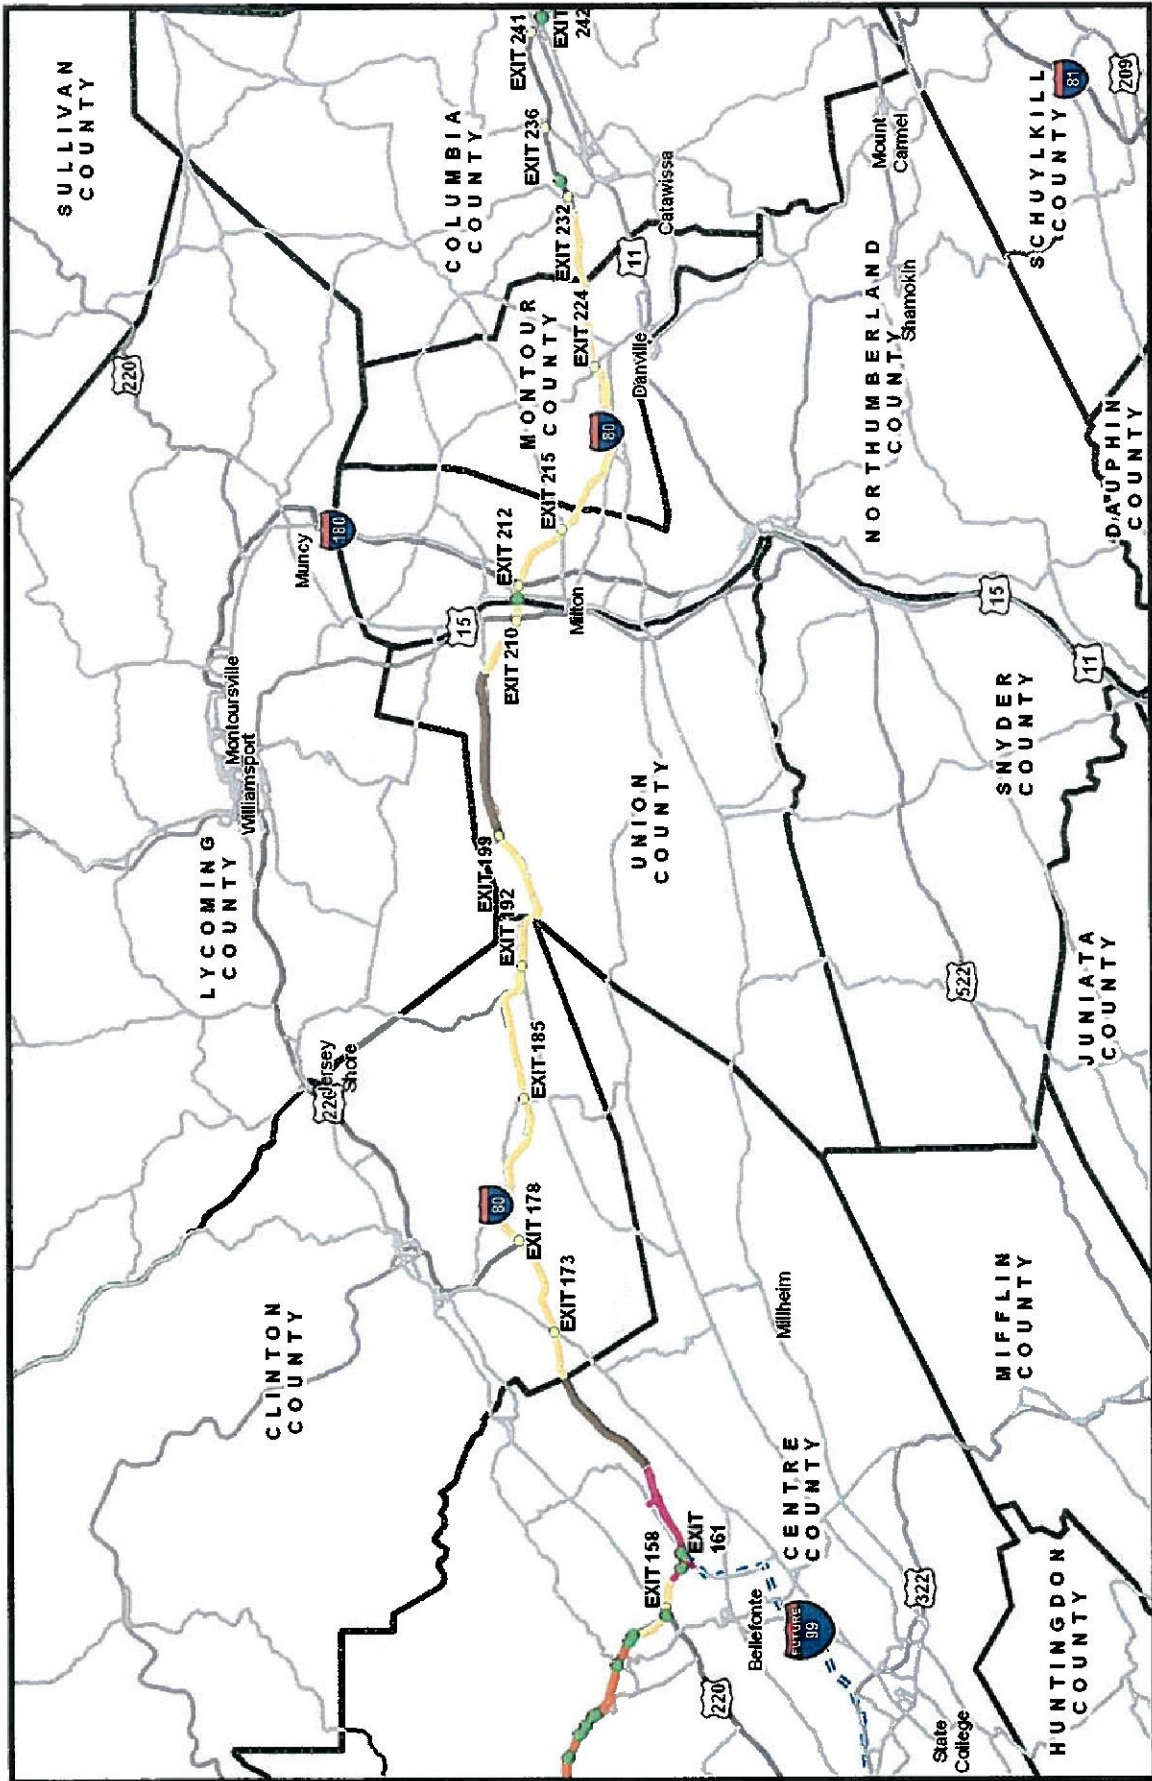 SULLIVAN
COUNTY
220
COLUMBIA
COUNTY
EXIT 241
EXIT
242
EXIT 236
EXIT 232
EXIT 224
Catawissa
11
Danville
Mount
Carmel
81
209
SCHUYLKILL
COUNTY
Shamokin
NORTHUMBERLAND
COUNTY
DAUPHIN
COUNTY
MONTOUR
COUNTY
80
EXIT 215
EXIT 212
180
Muncy
15
EXIT 210
Milton
15
11
Montoursville
Williamsport
LYCOMING
COUNTY
EXIT 199
EXIT 192
UNION
COUNTY
SNYDER
COUNTY
522
JUNIATA
COUNTY
Jersey
Shore
220
EXIT 185
80
EXIT 178
EXIT 173
CLINTON
COUNTY
Millheim
MIFFLIN
COUNTY
CENTRE
COUNTY
EXIT
161
EXIT 158
Bellefonte
FUTURE
99
322
220
State
College
HUNTINGDON
COUNTY